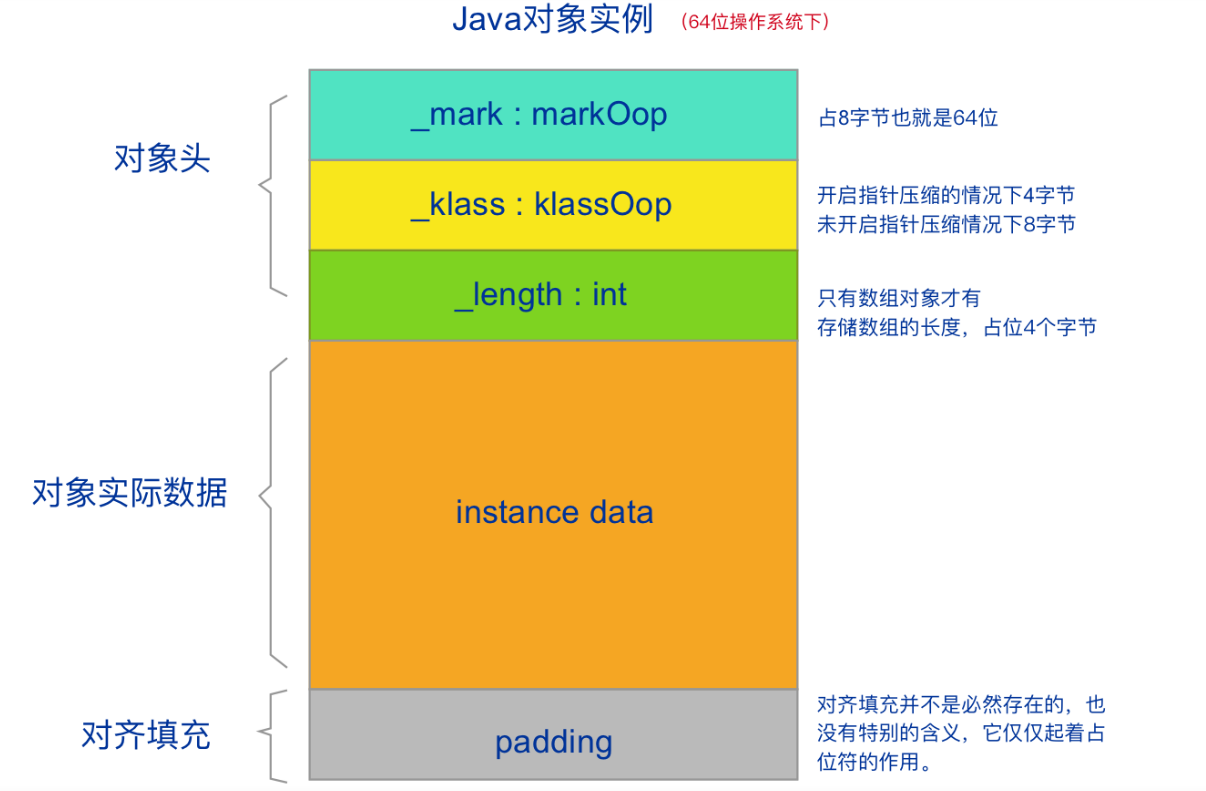 Java对象实例 （64位操作系统下）
对象头
_mark : markOop
占8字节也就是64位
_klass : klassOop
开启指针压缩的情况下4字节
未开启指针压缩情况下8字节
_length : int
只有数组对象才有
存储数组的长度，占位4个字节
对象实际数据
instance data
对齐填充
padding
对齐填充并不是必然存在的，也
没有特别的含义，它仅仅起着占
位符的作用。